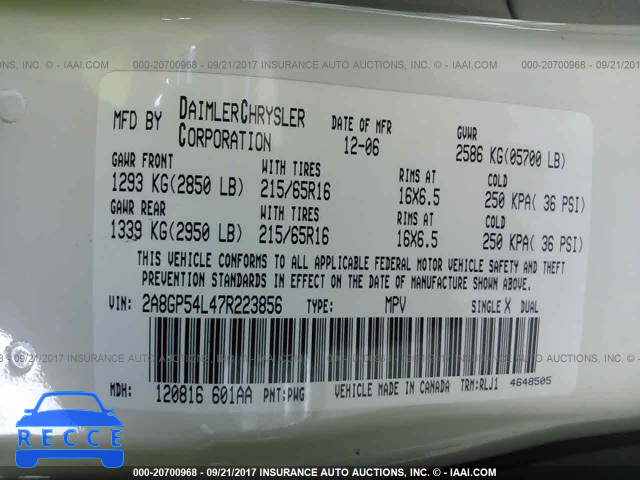 000-20700968 - 09/21/2017 INSURANCE AUTO AUCTIONS, INC. - © IAAI.COM
MFD BY DAIMLERCHRYSLER CORPORATION DATE OF MFR 12-06 GVWR 2586 KG(05700 LB)
GAWR FRONT WITH TIRES RIMS AT COLD
1293 KG(2850 LB) 215/65R16 16X6.5 250 KPA( 36 PSI)
GAWR REAR WITH TIRES RIMS AT COLD
1339 KG(2950 LB) 215/65R16 16X6.5 250 KPA( 36 PSI)
THIS VEHICLE CONFORMS TO ALL APPLICABLE FEDERAL MOTOR VEHICLE SAFETY AND THEFT
PREVENTION STANDARDS IN EFFECT ON THE DATE OF MANUFACTURE SHOWN ABOVE.
VIN: 2A8GP54L47R223856 TYPE: MPV SINGLE X DUAL
MDH: 120816 601AA PNT:PWG VEHICLE MADE IN CANADA TRM:RLJ1 4648505
RECCE
000-20700968 - 09/21/2017 INSURANCE AUTO AUCTIONS, INC. - © IAAI.COM